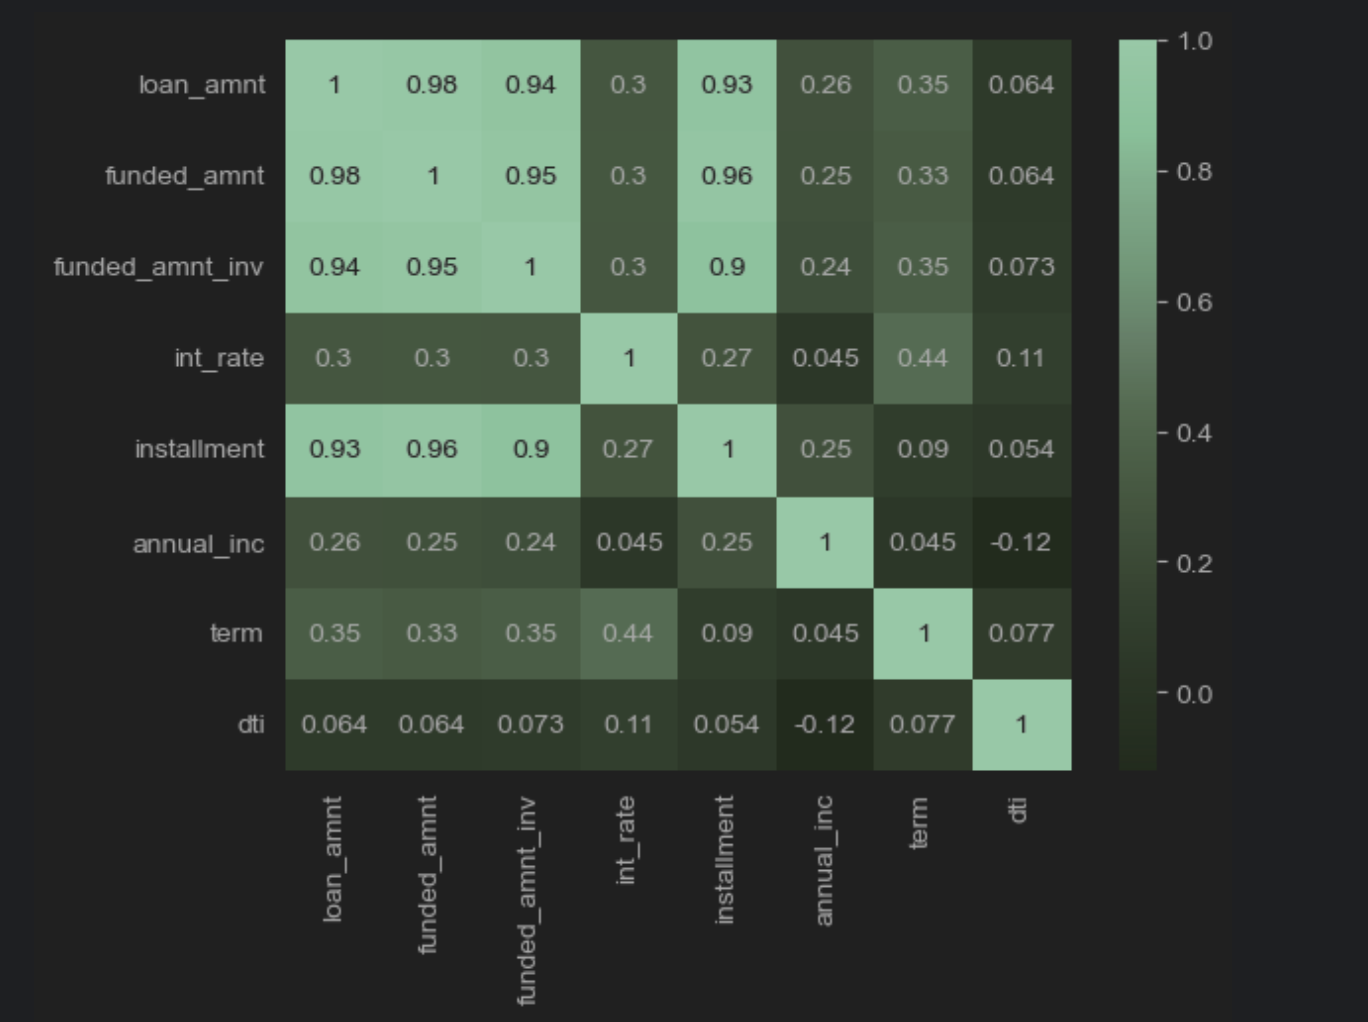 loan_amnt 1 0.98 0.94 0.3 0.93 0.26 0.35 0.064
funded_amnt 0.98 1 0.95 0.3 0.96 0.25 0.33 0.064
funded_amnt_inv 0.94 0.95 1 0.3 0.9 0.24 0.35 0.073
int_rate 0.3 0.3 0.3 1 0.27 0.045 0.44 0.11
installment 0.93 0.96 0.9 0.27 1 0.25 0.09 0.054
annual_inc 0.26 0.25 0.24 0.045 0.25 1 0.045 -0.12
term 0.35 0.33 0.35 0.44 0.09 0.045 1 0.077
dti 0.064 0.064 0.073 0.11 0.054 -0.12 0.077 1
loan_amnt
funded_amnt
funded_amnt_inv
int_rate
installment
annual_inc
term
dti
1.0
0.8
0.6
0.4
0.2
0.0